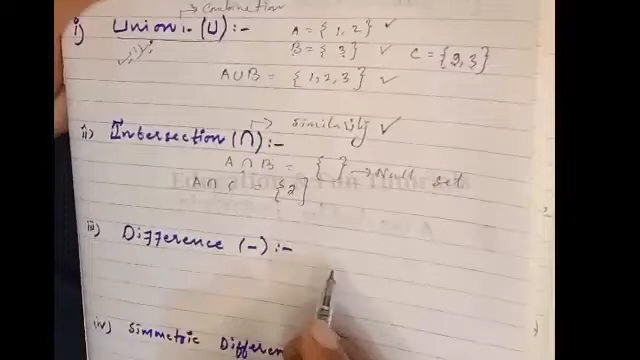 Combination
i) Union :- (U) :- A = { 1, 2 } ✓
B = { 3 } ✓ C = { 2, 3 }
A∪B = { 1, 2, 3 } ✓
ii) Intersection (∩) :- → Similarity ✓
A ∩ B = { } → Null set
A ∩ C = { 2 }
iii) Difference (-) :-
iv) Simmetric Differen